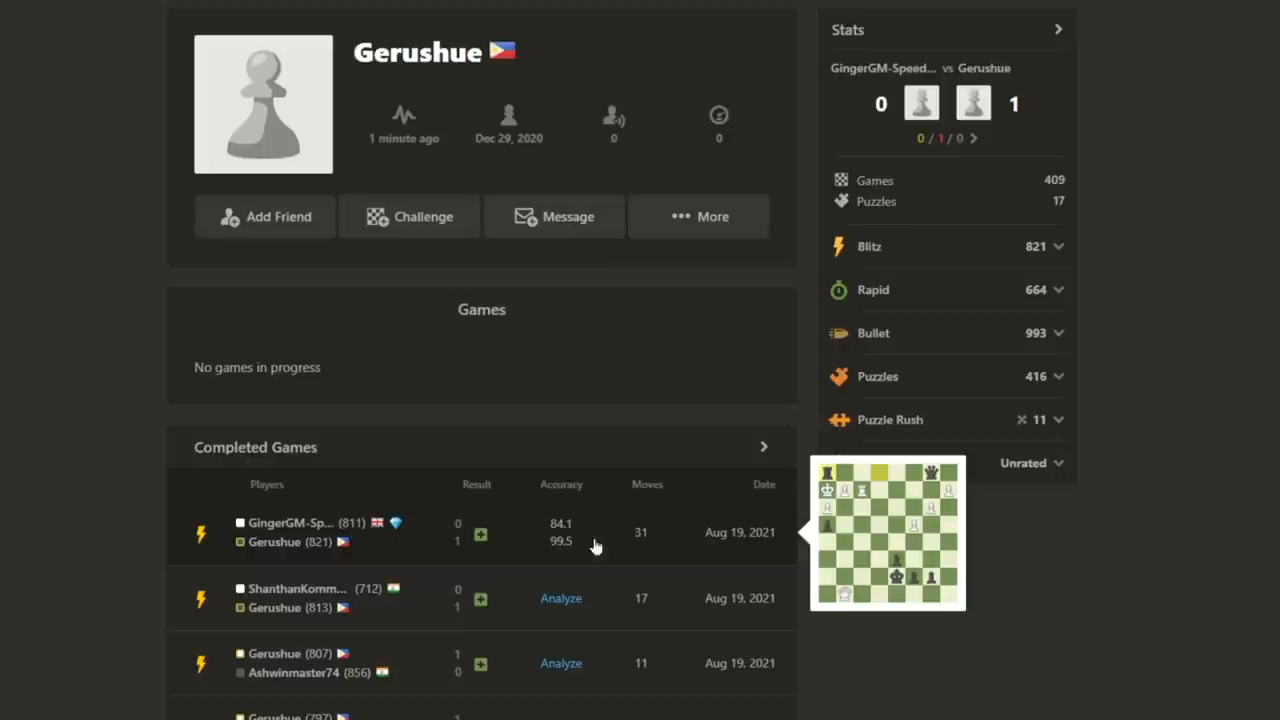 Gerushue
1 minute ago
Dec 29, 2020
0
0
Add Friend
Challenge
Message
More
Games
No games in progress
Completed Games
Players Result Accuracy Moves Date
GingerGM-Sp... (811) 0 84.1
Gerushue (821) 1 99.5
31 Aug 19, 2021
ShanthanKomm... (712) 0
Gerushue (813) 1
Analyze 17 Aug 19, 2021
Gerushue (807) 1
Ashwinmaster74 (856) 0
Analyze 11 Aug 19, 2021
Gerushue (797) 1
Stats
GingerGM-Speed... vs Gerushue
0 1
0 / 1 / 0
Games 409
Puzzles 17
Blitz 821
Rapid 664
Bullet 993
Puzzles 416
Puzzle Rush 11
Unrated